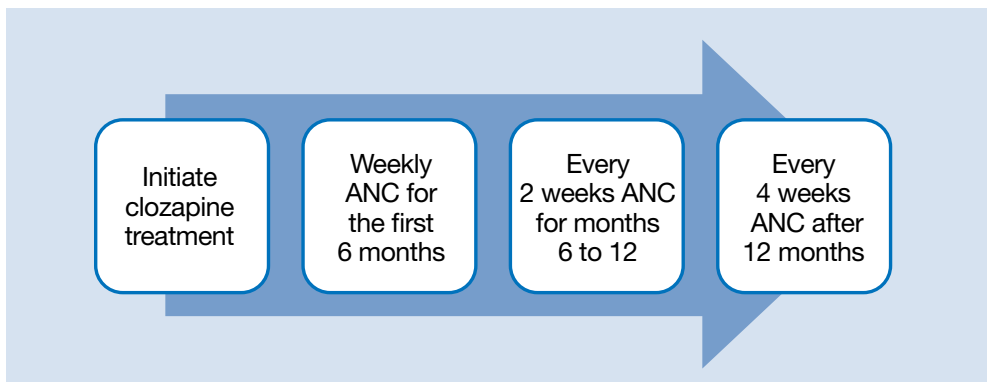 Initiate
clozapine
treatment
Weekly
ANC for
the first
6 months
Every
2 weeks ANC
for months
6 to 12
Every
4 weeks
ANC after
12 months